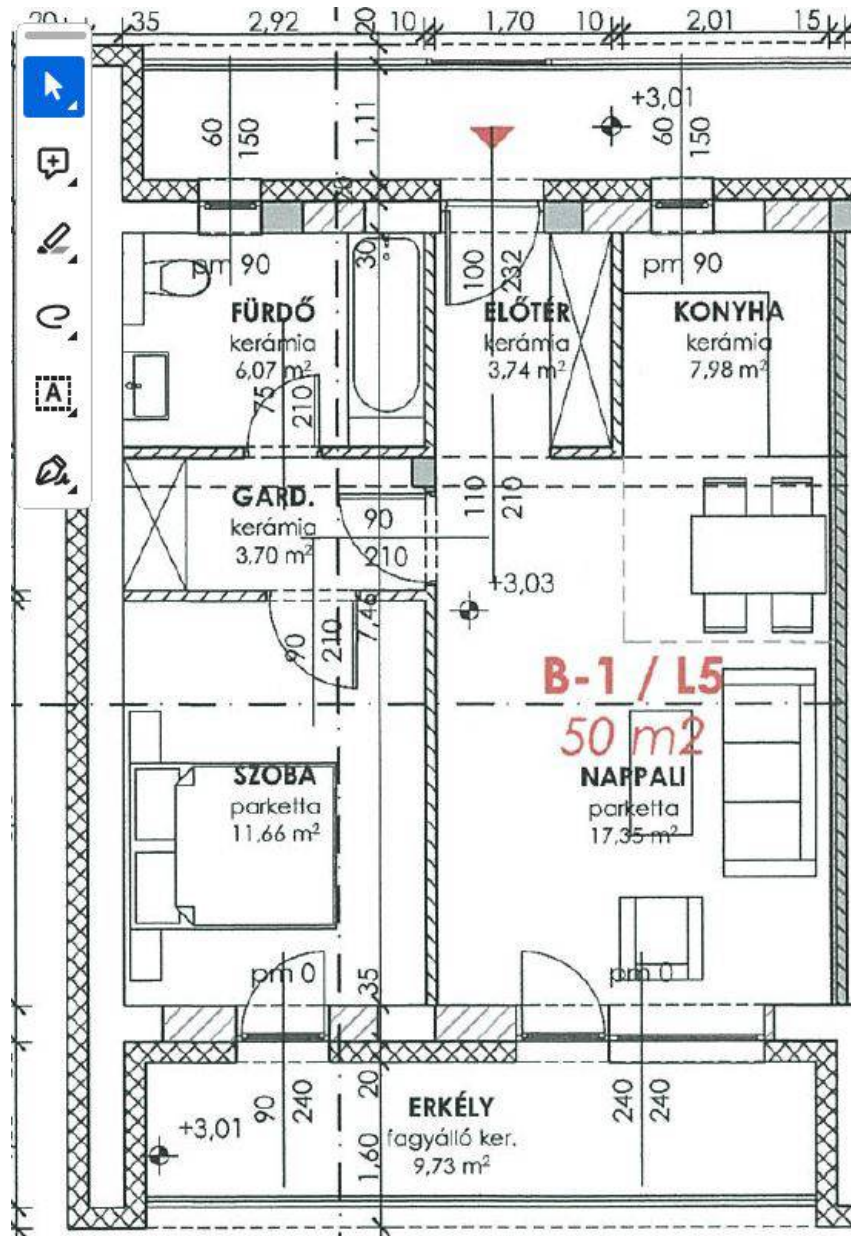 20 35 2,92 20 10 1,70 10 2,01 15
+3,01
60
150
1,11
60
150
30
pm 90
100
232
pm 90
FÜRDŐ
kerámia
6,07 m²
ELŐTÉR
kerámia
3,74 m²
KONYHA
kerámia
7,98 m²
75
210
A
GARD.
kerámia
3,70 m²
90
210
110
210
+3,03
90
210
B-1 / L5
50 m2
SZOBA
parketta
11,66 m²
NAPPALI
parketta
17,35 m²
pm 0
35
pm 0
90
240
20
240
240
+3,01
ERKÉLY
fagyálló ker.
9,73 m²
1,60